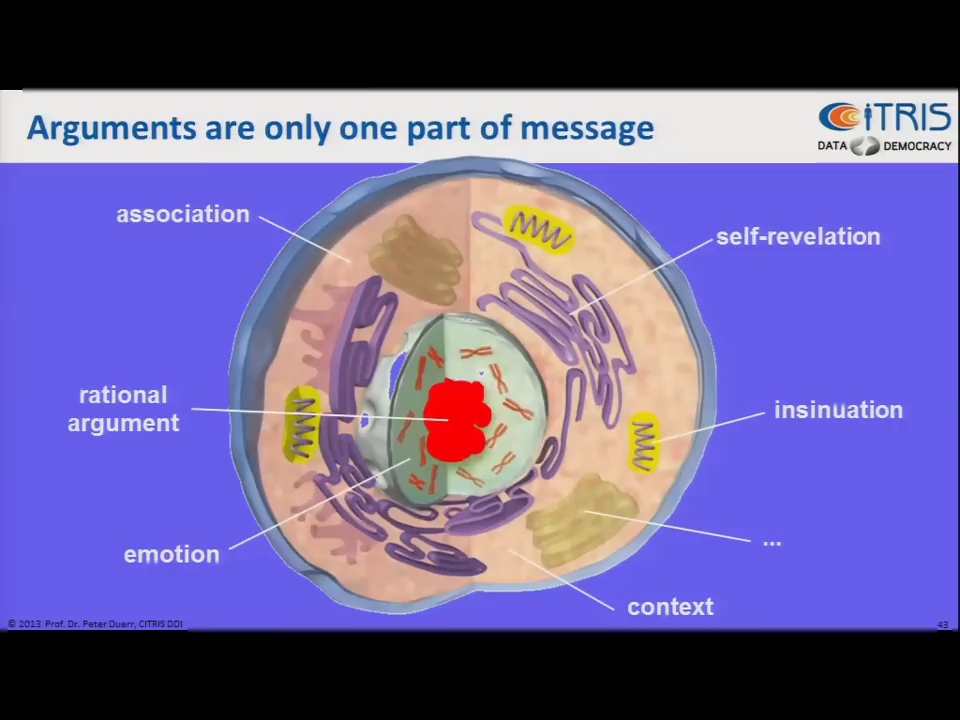 Arguments are only one part of message
CiTRIS
DATA DEMOCRACY
association
self-revelation
rational
argument
insinuation
emotion
...
context
© 2013 Prof. Dr. Peter Duerr, CITRIS DDI
43